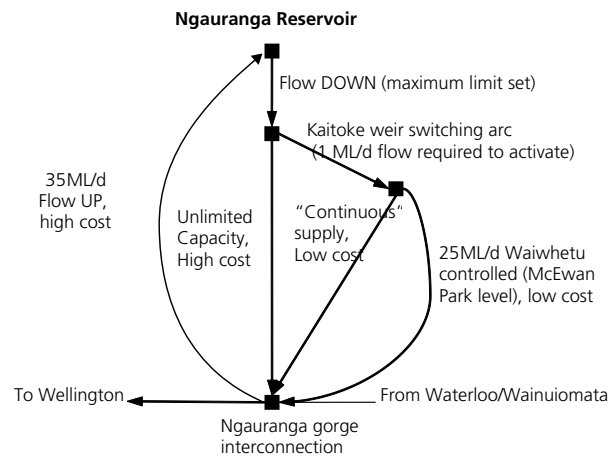 Ngauranga Reservoir
Flow DOWN (maximum limit set)
Kaitoke weir switching arc
(1 ML/d flow required to activate)
35ML/d
Flow UP,
high cost
Unlimited
Capacity,
High cost
“Continuous“
supply,
Low cost
25ML/d Waiwhetu
controlled (McEwan
Park level), low cost
To Wellington
From Waterloo/Wainuiomata
Ngauranga gorge
interconnection